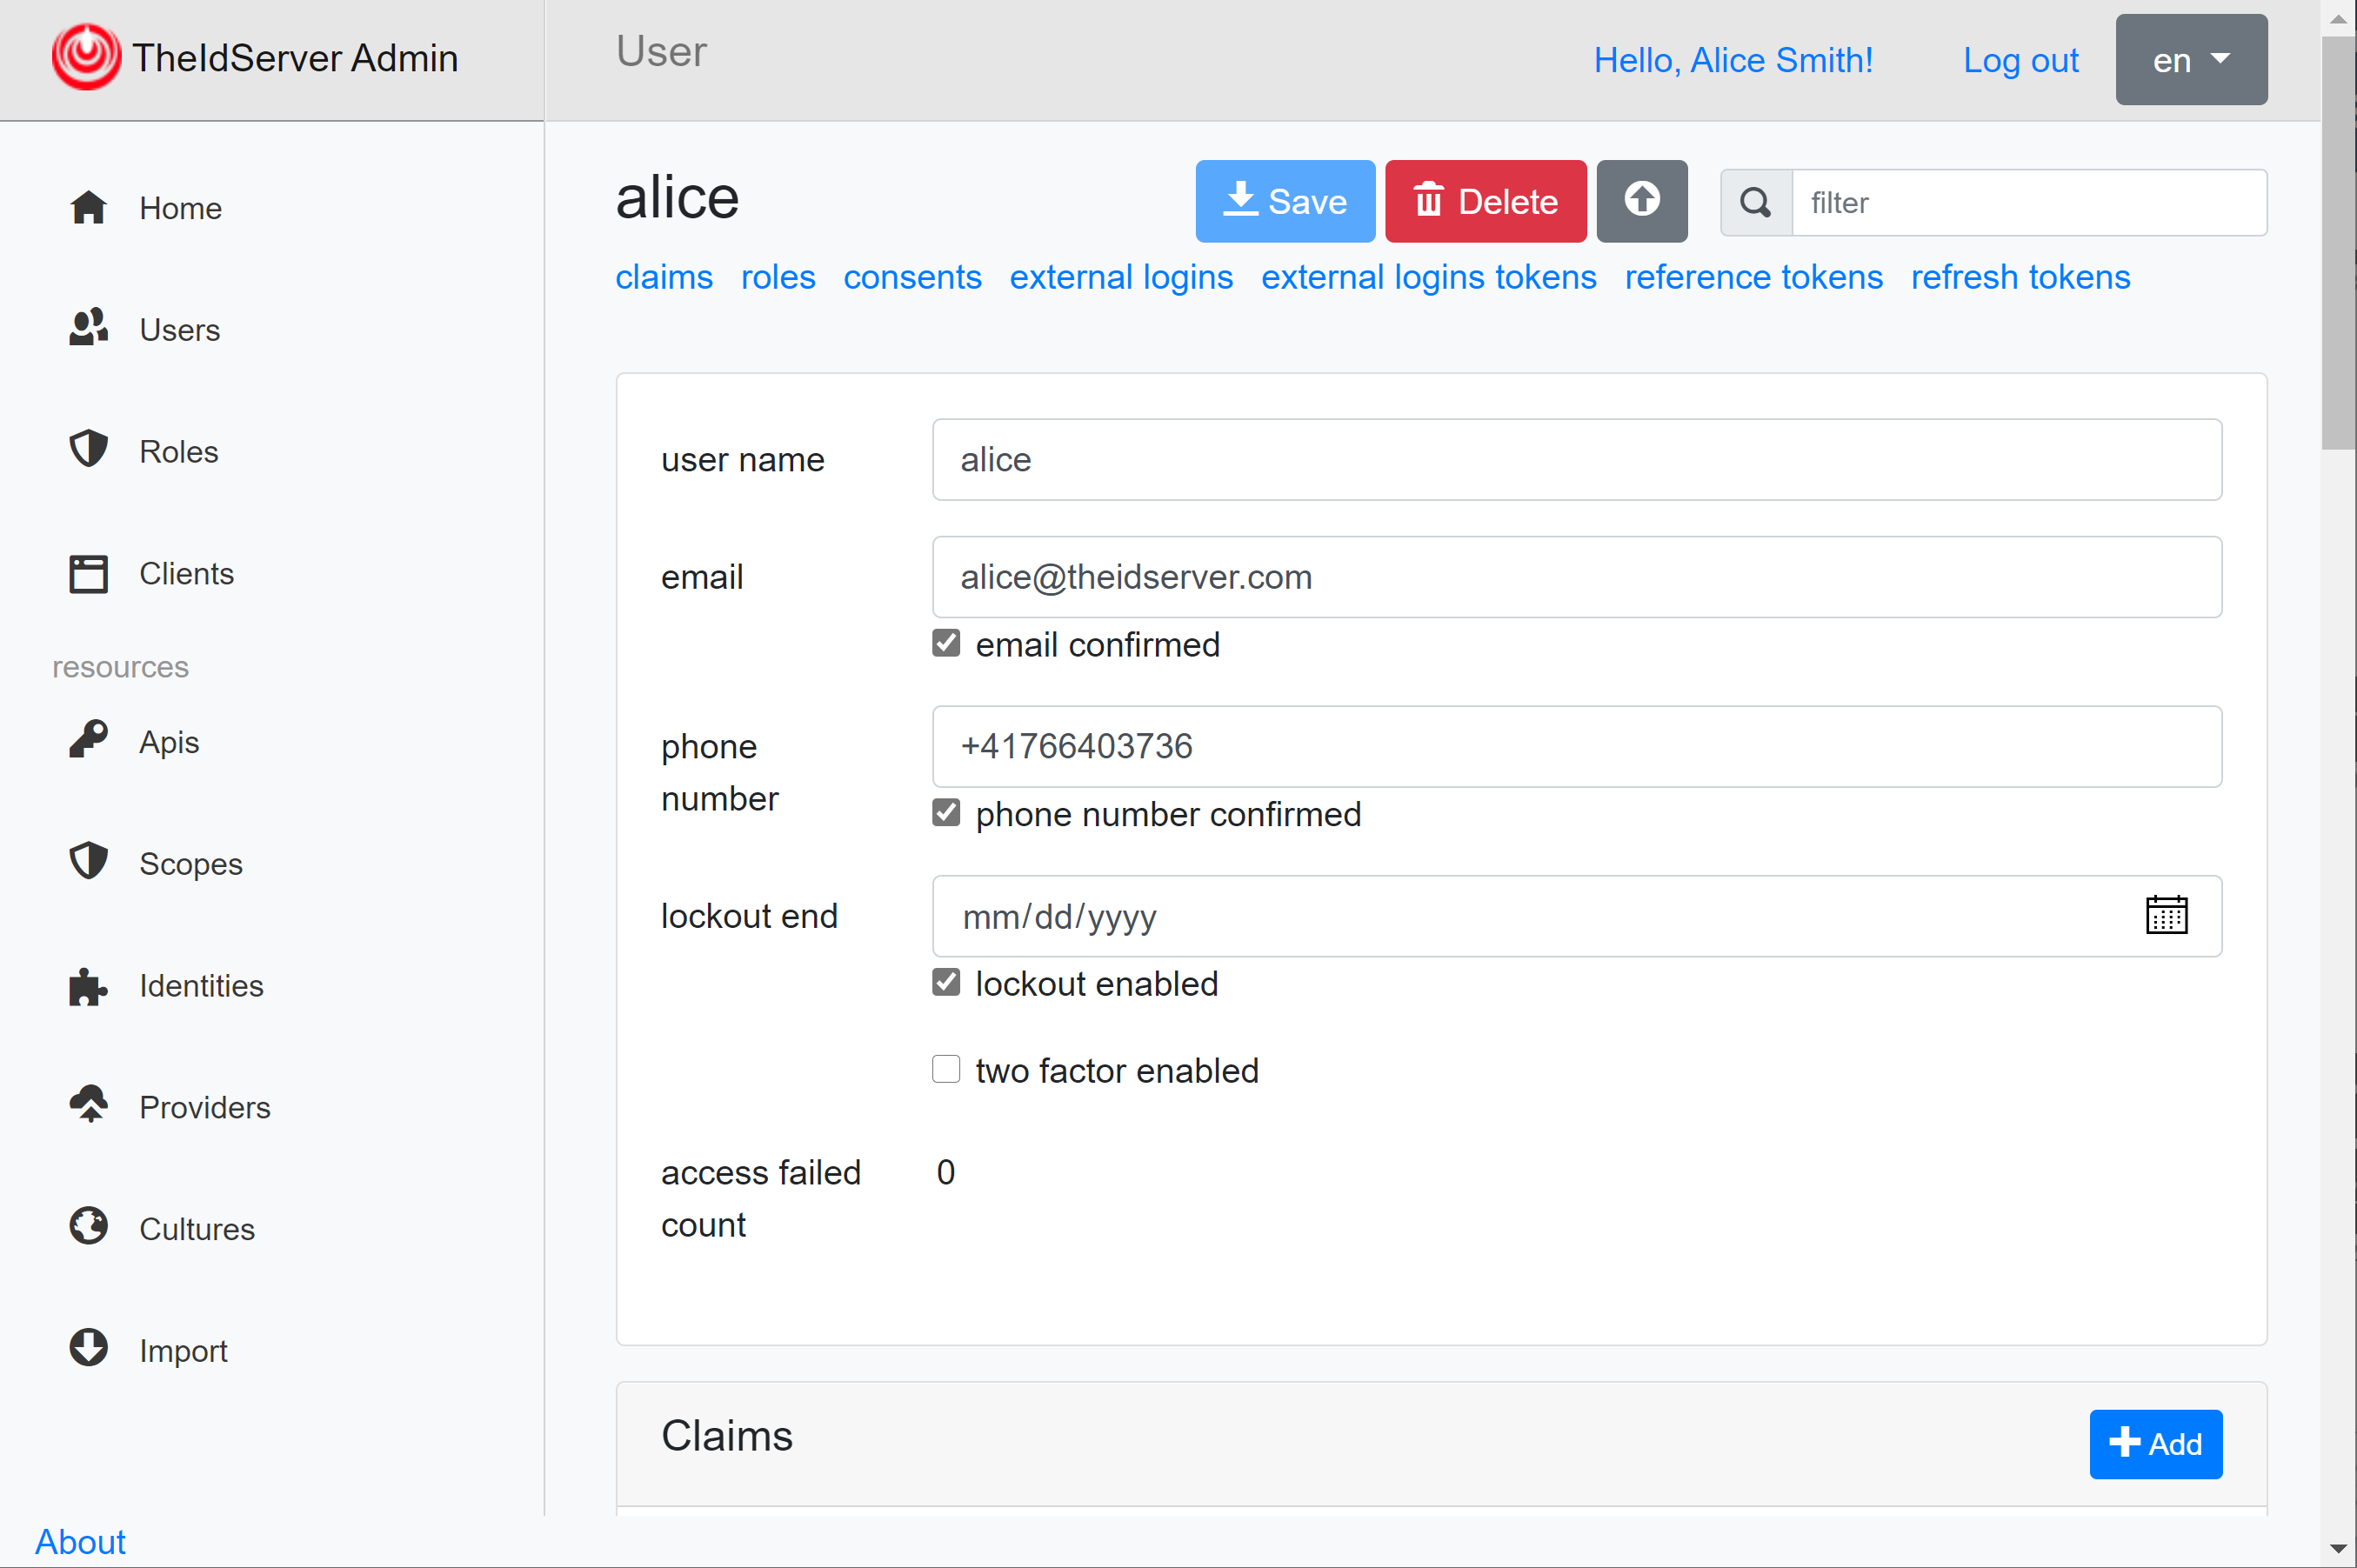 TheIdServer Admin
User
Hello, Alice Smith!
Log out
en
Home
Users
Roles
Clients
resources
Apis
Scopes
Identities
Providers
Cultures
Import
About
alice
Save
Delete
filter
claims roles consents external logins external logins tokens reference tokens refresh tokens
user name
alice
email
alice@theidserver.com
email confirmed
phone
number
+41766403736
phone number confirmed
lockout end
mm/dd/yyyy
lockout enabled
two factor enabled
access failed
count
0
Claims
Add